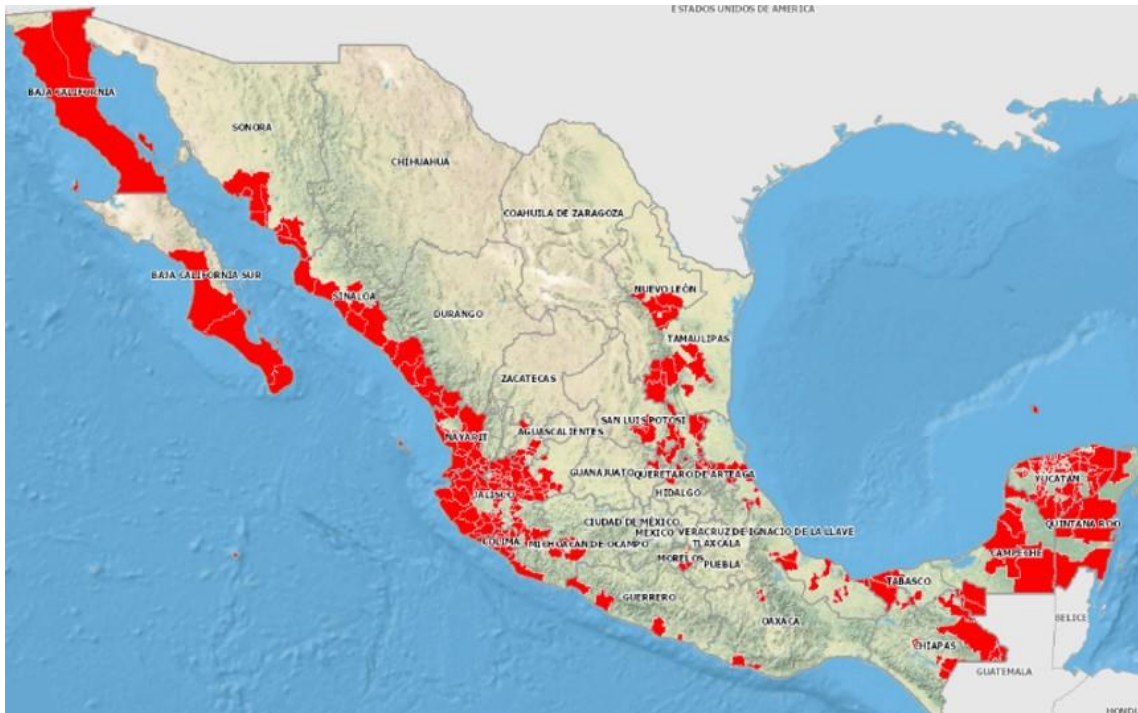 ESTADOS UNIDOS DE AMERICA
BAJA CALIFORNIA
SONORA
CHIHUAHUA
COAHUILA DE ZARAGOZA
BAJA CALIFORNIA SUR
NUEVO LEÓN
SINALOA
DURANGO
TAMAULIPAS
ZACATECAS
SAN LUIS POTOSÍ
AGUASCALIENTES
NAYARIT
GUANAJUATO
QUERETARO DE ARTEAGA
YUCATÁN
JALISCO
HIDALGO
CIUDAD DE MÉXICO
QUINTANA ROO
MÉXICO
VERACRUZ DE IGNACIO DE LA LLAVE
COLIMA
MICHOACÁN DE OCAMPO
TLAXCALA
CAMPECHE
MORELOS
PUEBLA
TABASCO
GUERRERO
OAXACA
BELICE
CHIAPAS
GUATEMALA
HONDU